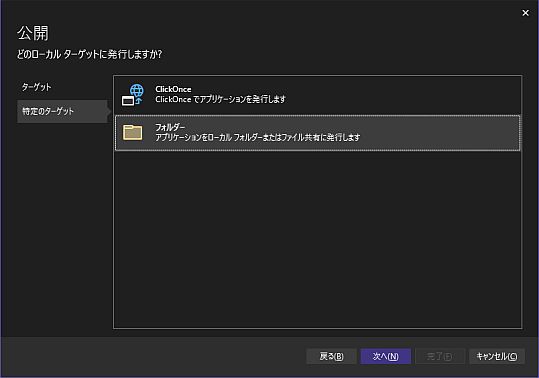 公開
どのローカル ターゲットに発行しますか?
ターゲット
特定のターゲット
ClickOnce
ClickOnce でアプリケーションを発行します
フォルダー
アプリケーションをローカル フォルダーまたはファイル共有に発行します
戻る(B)
次へ(N)
完了(F)
キャンセル(C)